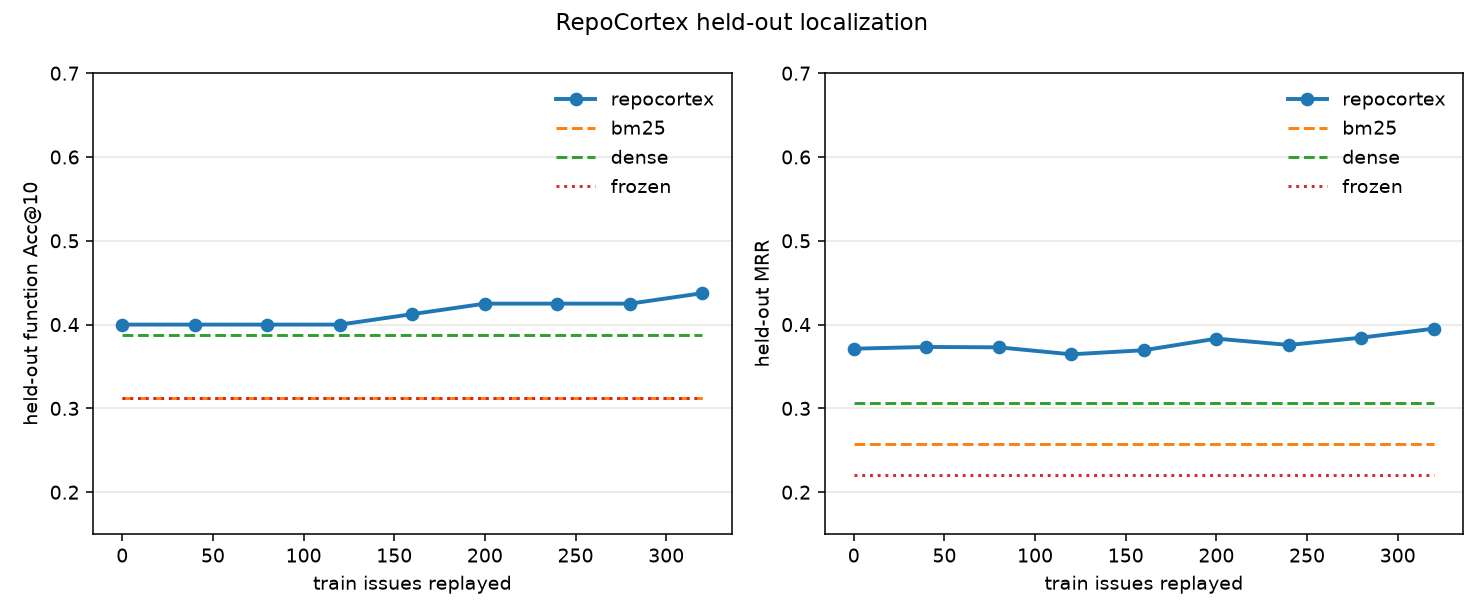 RepoCortex held-out localization
held-out function Acc@10
0.7
0.6
0.5
0.4
0.3
0.2
repocortex
bm25
dense
frozen
0 50 100 150 200 250 300
train issues replayed
held-out MRR
0.7
0.6
0.5
0.4
0.3
0.2
repocortex
bm25
dense
frozen
0 50 100 150 200 250 300
train issues replayed